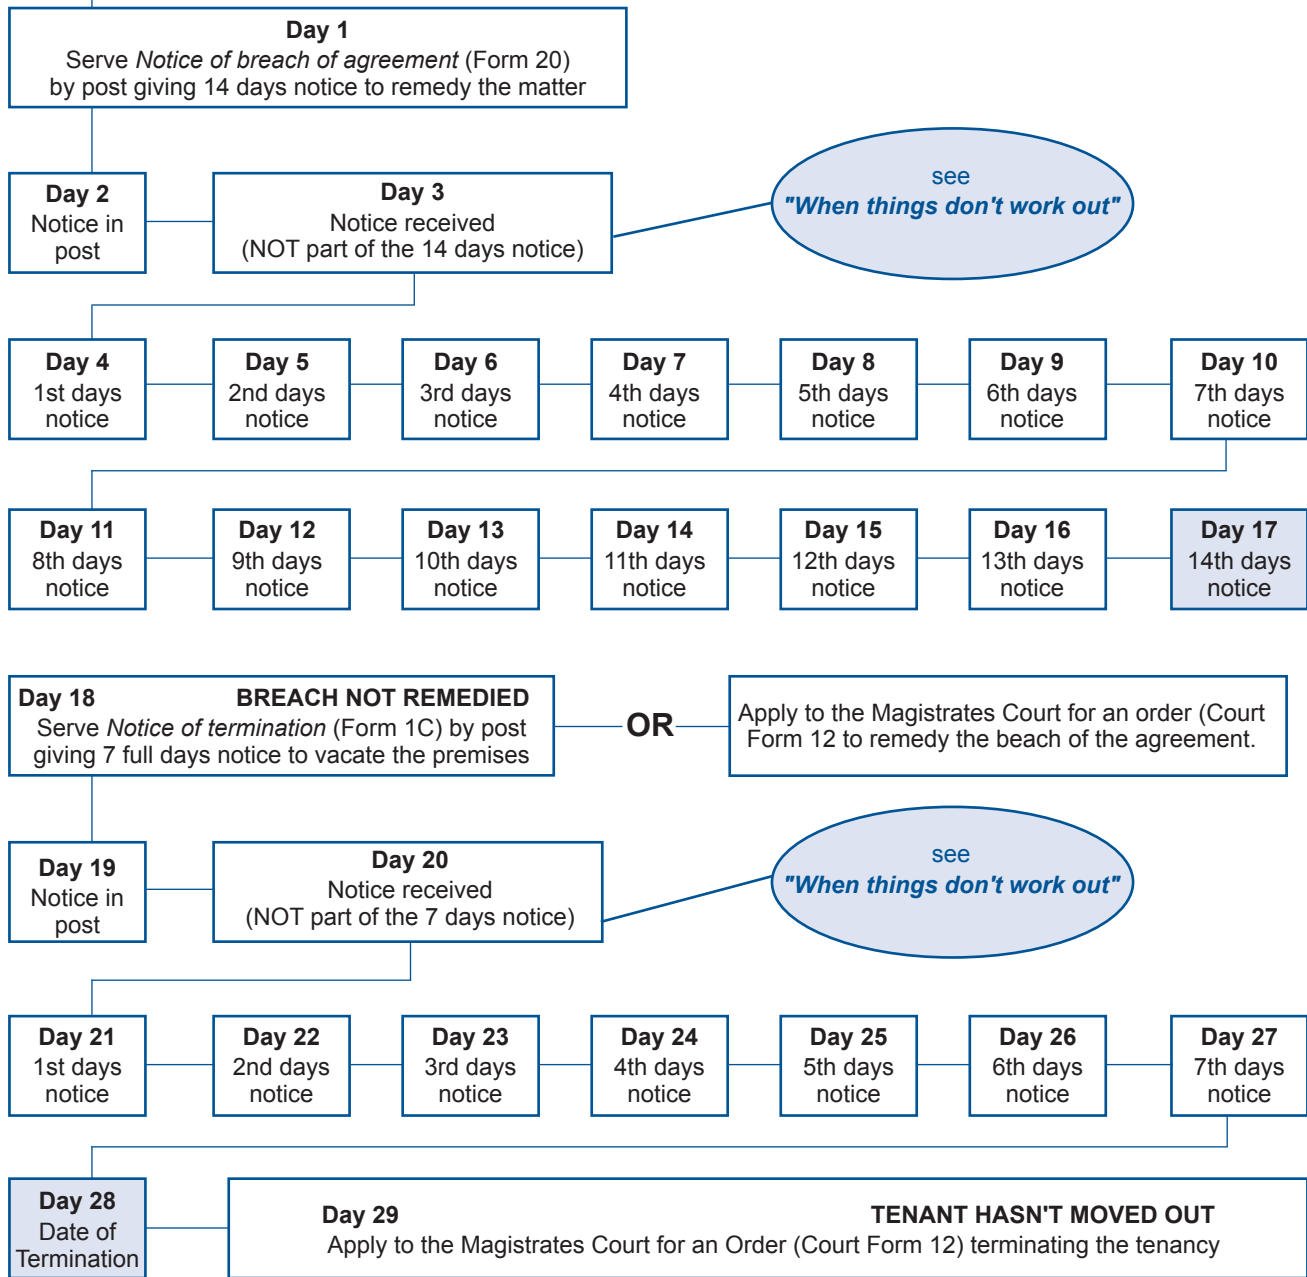 Day 1
Serve Notice of breach of agreement (Form 20)
by post giving 14 days notice to remedy the matter
Day 2
Notice in
post
Day 3
Notice received
(NOT part of the 14 days notice)
see
"When things don't work out"
Day 4
1st days
notice
Day 5
2nd days
notice
Day 6
3rd days
notice
Day 7
4th days
notice
Day 8
5th days
notice
Day 9
6th days
notice
Day 10
7th days
notice
Day 11
8th days
notice
Day 12
9th days
notice
Day 13
10th days
notice
Day 14
11th days
notice
Day 15
12th days
notice
Day 16
13th days
notice
Day 17
14th days
notice
Day 18 BREACH NOT REMEDIED
Serve Notice of termination (Form 1C) by post
giving 7 full days notice to vacate the premises
OR
Apply to the Magistrates Court for an order (Court
Form 12 to remedy the beach of the agreement.
Day 19
Notice in
post
Day 20
Notice received
(NOT part of the 7 days notice)
see
"When things don't work out"
Day 21
1st days
notice
Day 22
2nd days
notice
Day 23
3rd days
notice
Day 24
4th days
notice
Day 25
5th days
notice
Day 26
6th days
notice
Day 27
7th days
notice
Day 28
Date of
Termination
Day 29 TENANT HASN'T MOVED OUT
Apply to the Magistrates Court for an Order (Court Form 12) terminating the tenancy